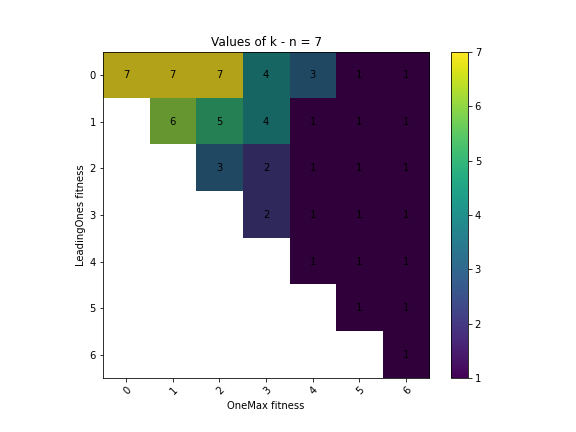 Values of k - n = 7
0 7 7 7 4 3 1 1
1 6 5 4 1 1 1
2 3 2 1 1 1
3 2 1 1 1
4 1 1 1
5 1 1
6 1
0 1 2 3 4 5 6
OneMax fitness
LeadingOnes fitness
7
6
5
4
3
2
1